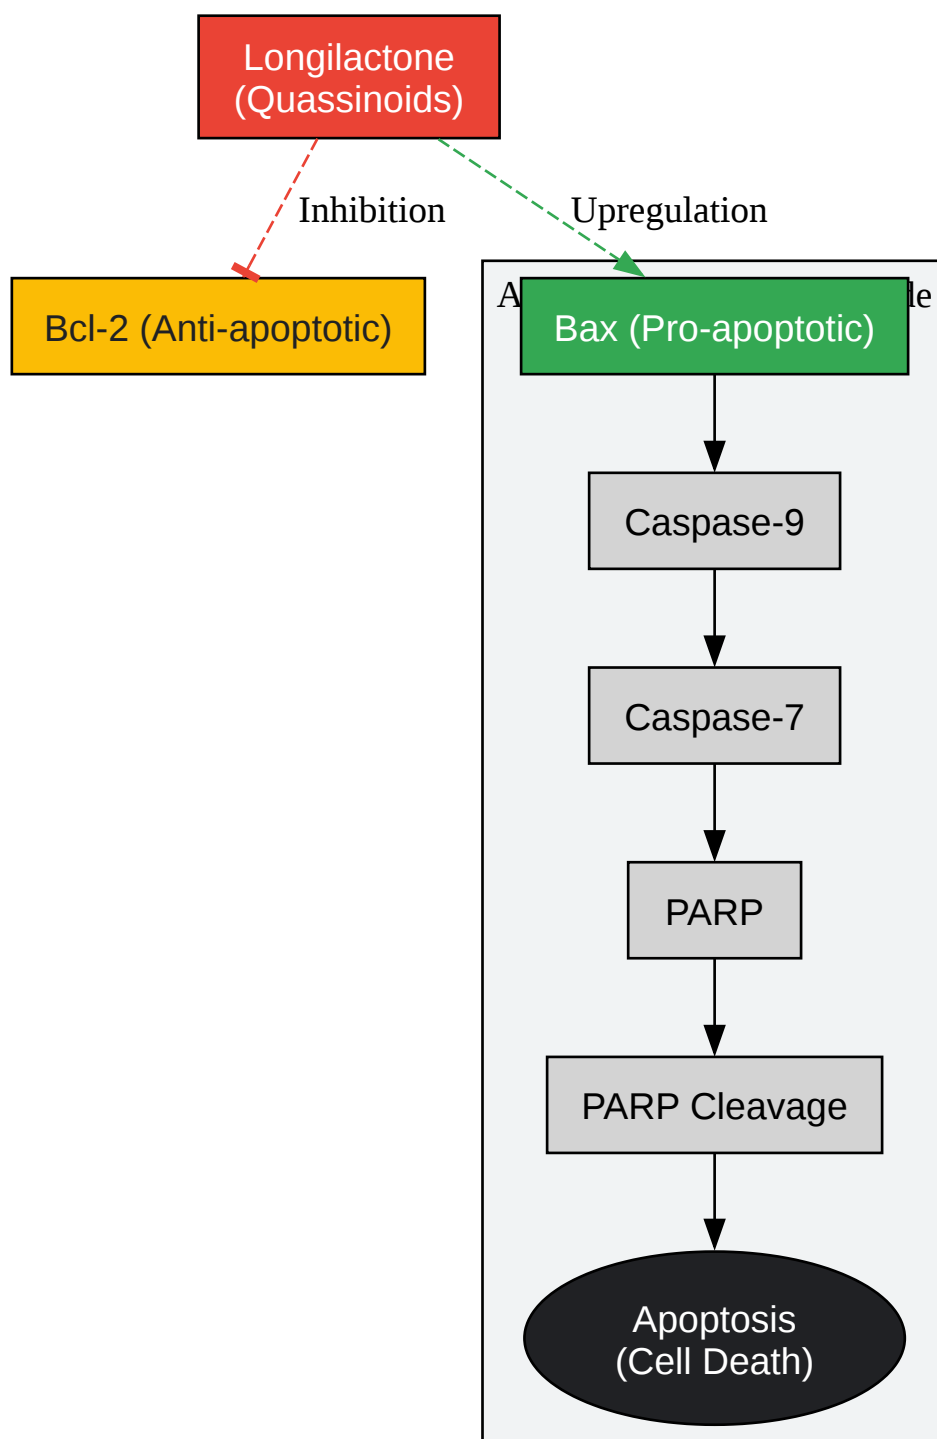 Longilactone
(Quassinoids)
Inhibition
Upregulation
Bcl-2 (Anti-apoptotic)
Bax (Pro-apoptotic)
Caspase-9
Caspase-7
PARP
PARP Cleavage
Apoptosis
(Cell Death)